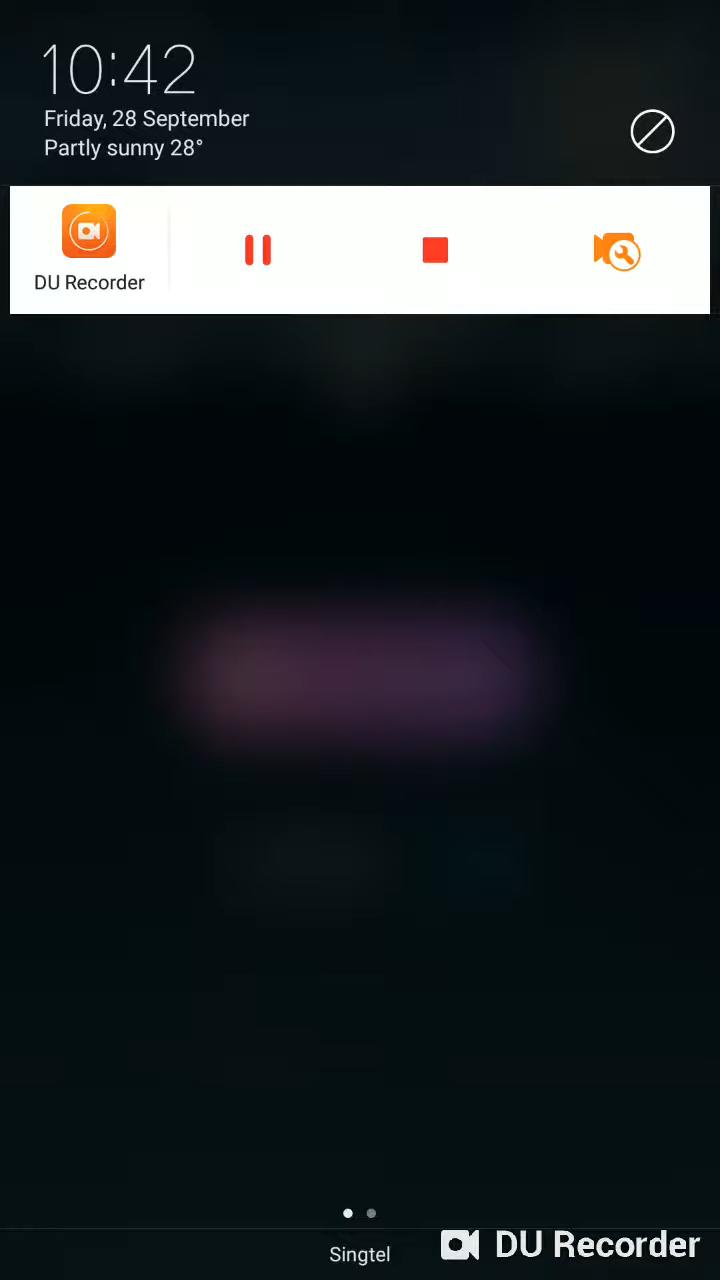 10:42
Friday, 28 September
Partly sunny 28°
DU Recorder
Singtel
DU Recorder